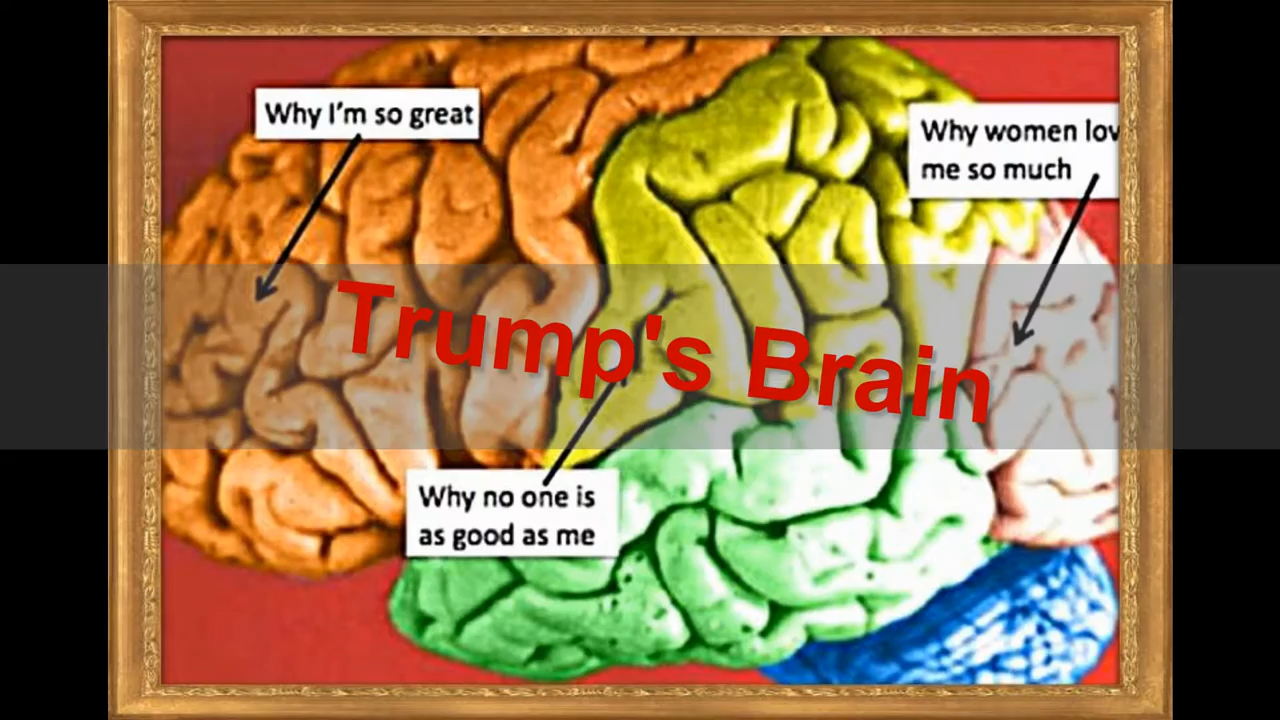 Why I'm so great
Why women lov
me so much
Trump's Brain
Why no one is
as good as me